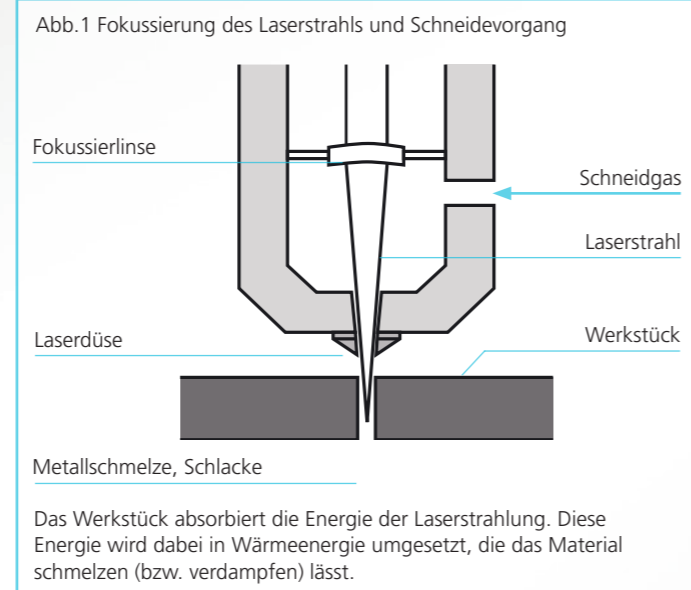 Abb.1 Fokussierung des Laserstrahls und Schneidevorgang
Fokussierlinse
Schneidgas
Laserstrahl
Laserdüse
Werkstück
Metallschmelze, Schlacke
Das Werkstück absorbiert die Energie der Laserstrahlung. Diese
Energie wird dabei in Wärmeenergie umgesetzt, die das Material
schmelzen (bzw. verdampfen) lässt.